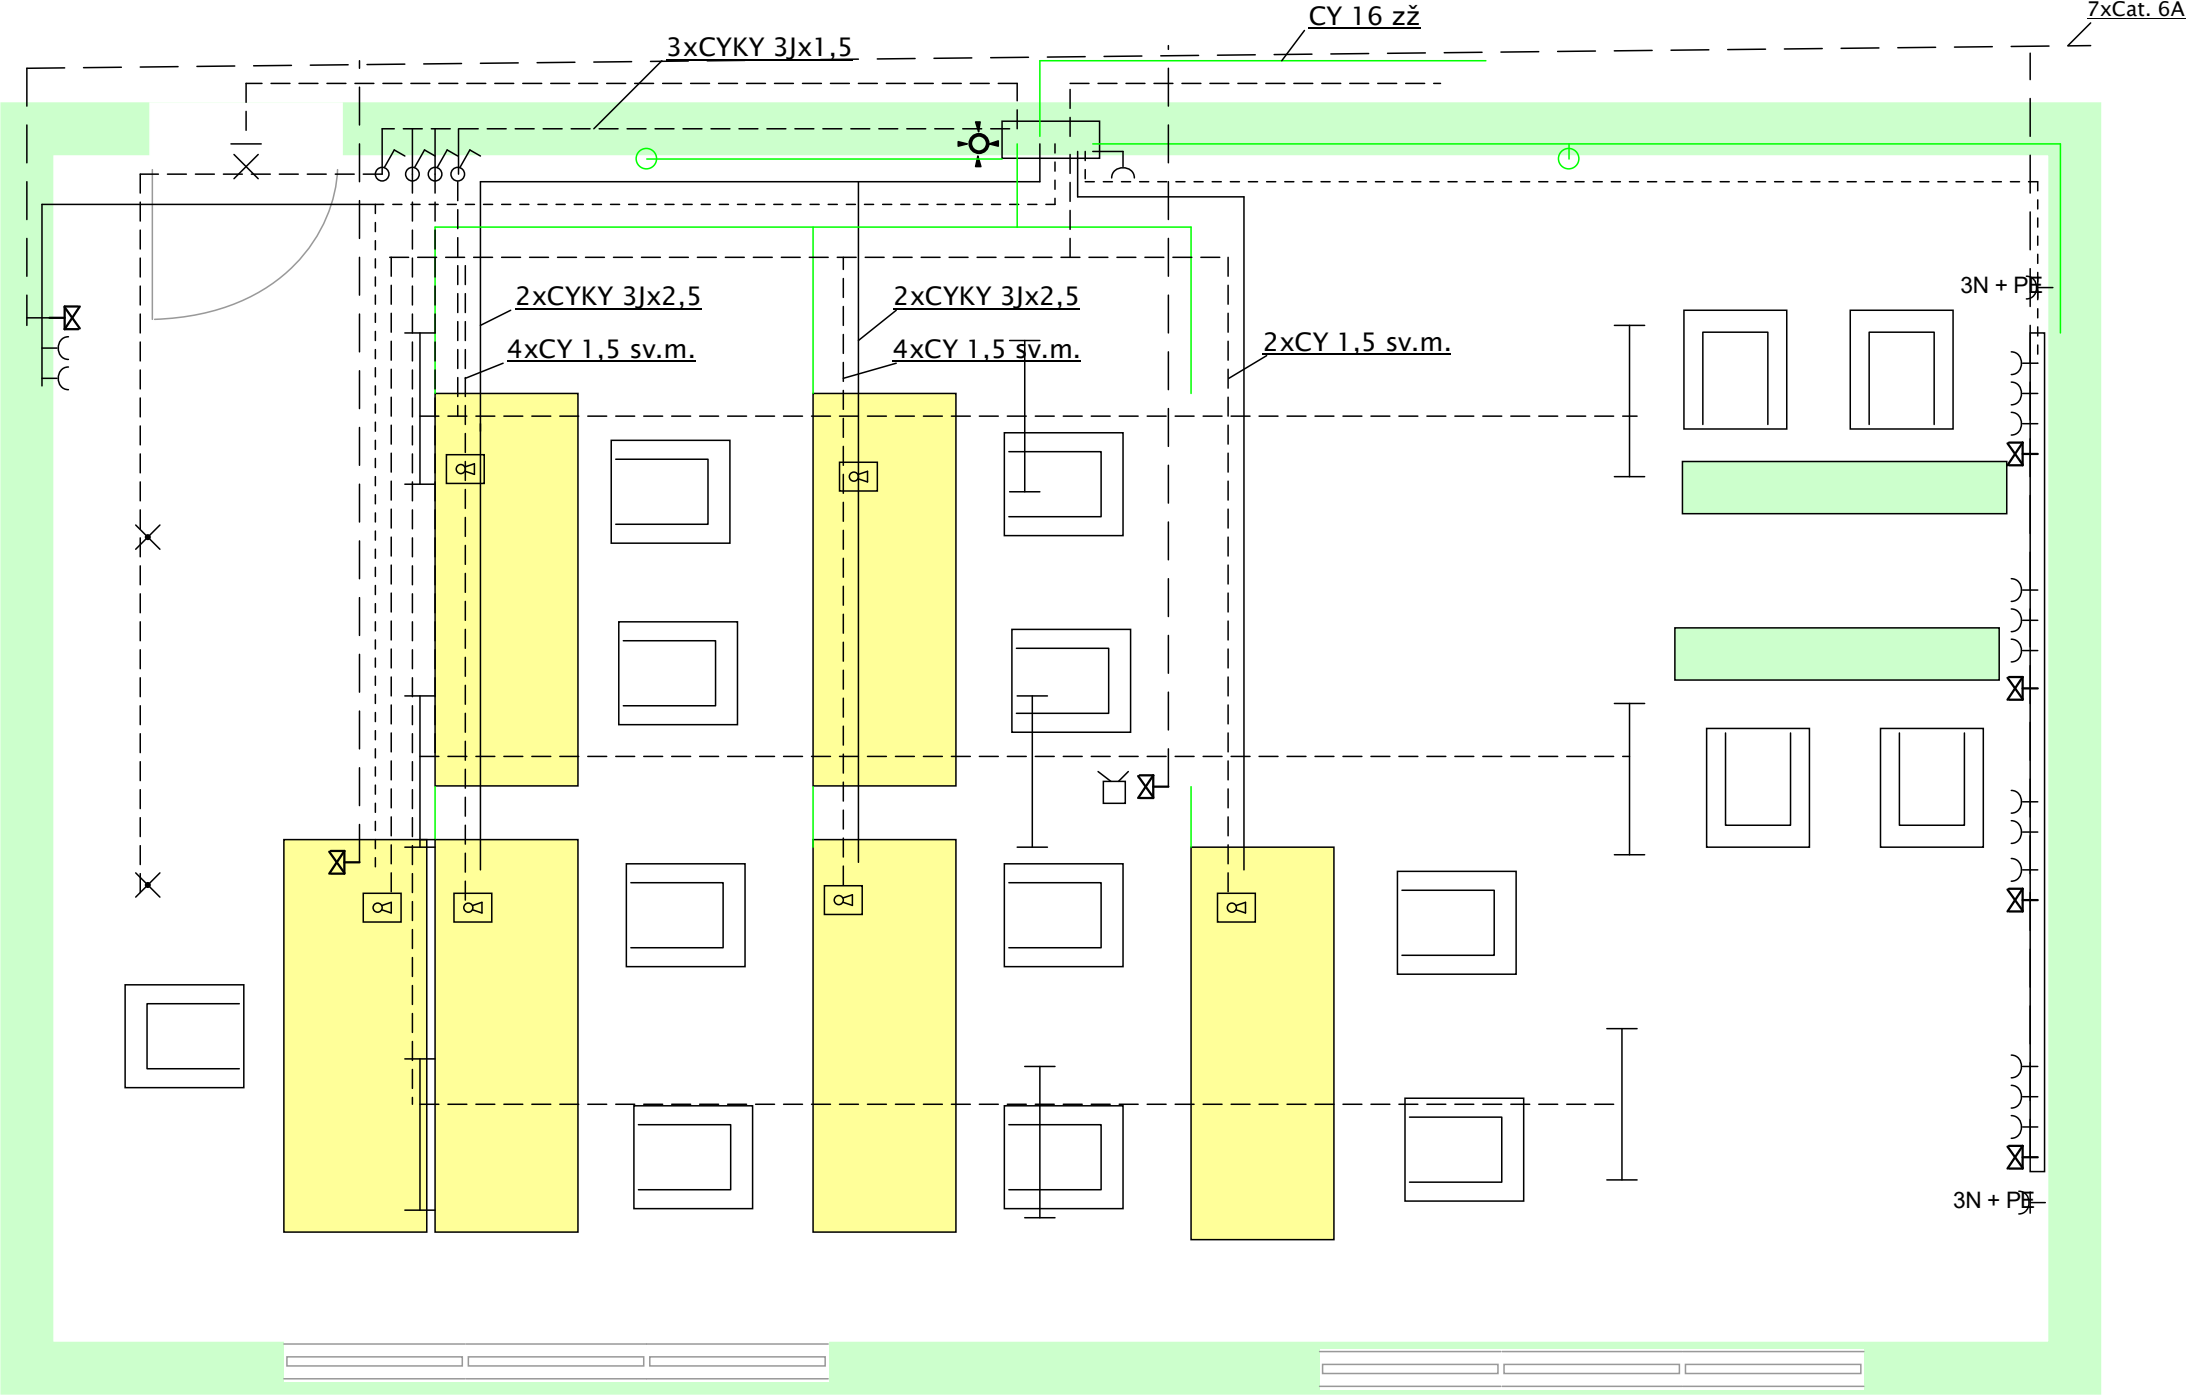 7xCat. 6A
CY 16 zž
3xCYKY 3Jx1,5
3N + PE
2xCYKY 3Jx2,5
2xCYKY 3Jx2,5
4xCY 1,5 sv.m.
4xCY 1,5 sv.m.
2xCY 1,5 sv.m.
3N + PE